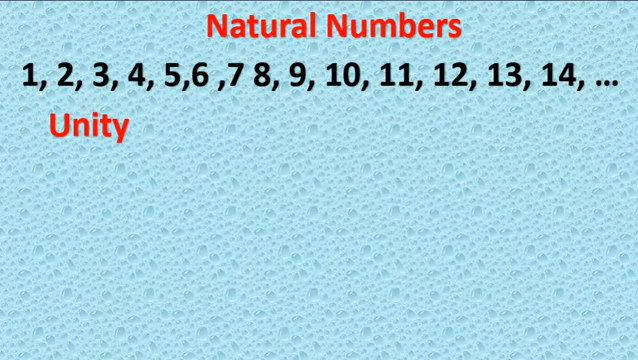 Natural Numbers
1, 2, 3, 4, 5,6 ,7 8, 9, 10, 11, 12, 13, 14, ...
Unity